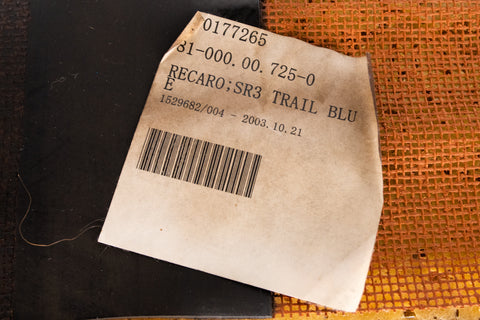 0177265
81-000.00.725-0
RECARO;SR3 TRAIL BLU
E
1529682/004 - 2003.10.21